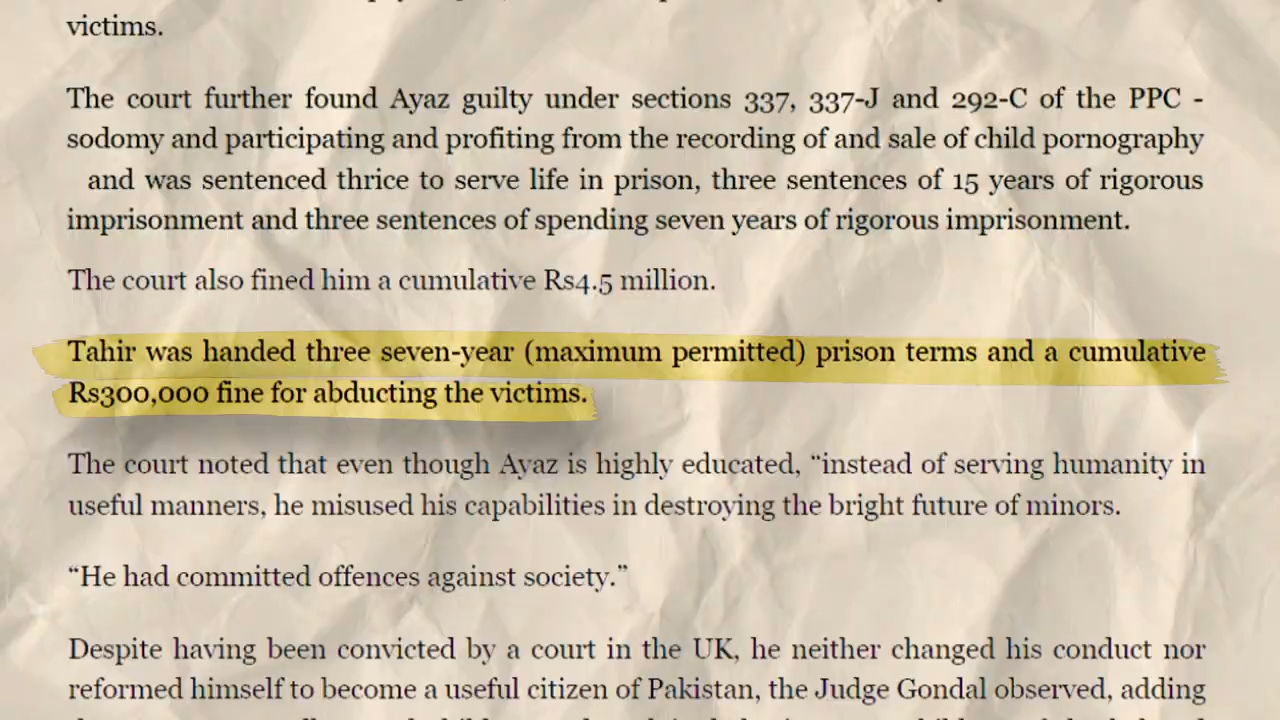 victims.
The court further found Ayaz guilty under sections 337, 337-J and 292-C of the PPC -
sodomy and participating and profiting from the recording of and sale of child pornography
and was sentenced thrice to serve life in prison, three sentences of 15 years of rigorous
imprisonment and three sentences of spending seven years of rigorous imprisonment.
The court also fined him a cumulative Rs4.5 million.
Tahir was handed three seven-year (maximum permitted) prison terms and a cumulative
Rs300,000 fine for abducting the victims.
The court noted that even though Ayaz is highly educated, “instead of serving humanity in
useful manners, he misused his capabilities in destroying the bright future of minors.
“He had committed offences against society.”
Despite having been convicted by a court in the UK, he neither changed his conduct nor
reformed himself to become a useful citizen of Pakistan, the Judge Gondal observed, adding